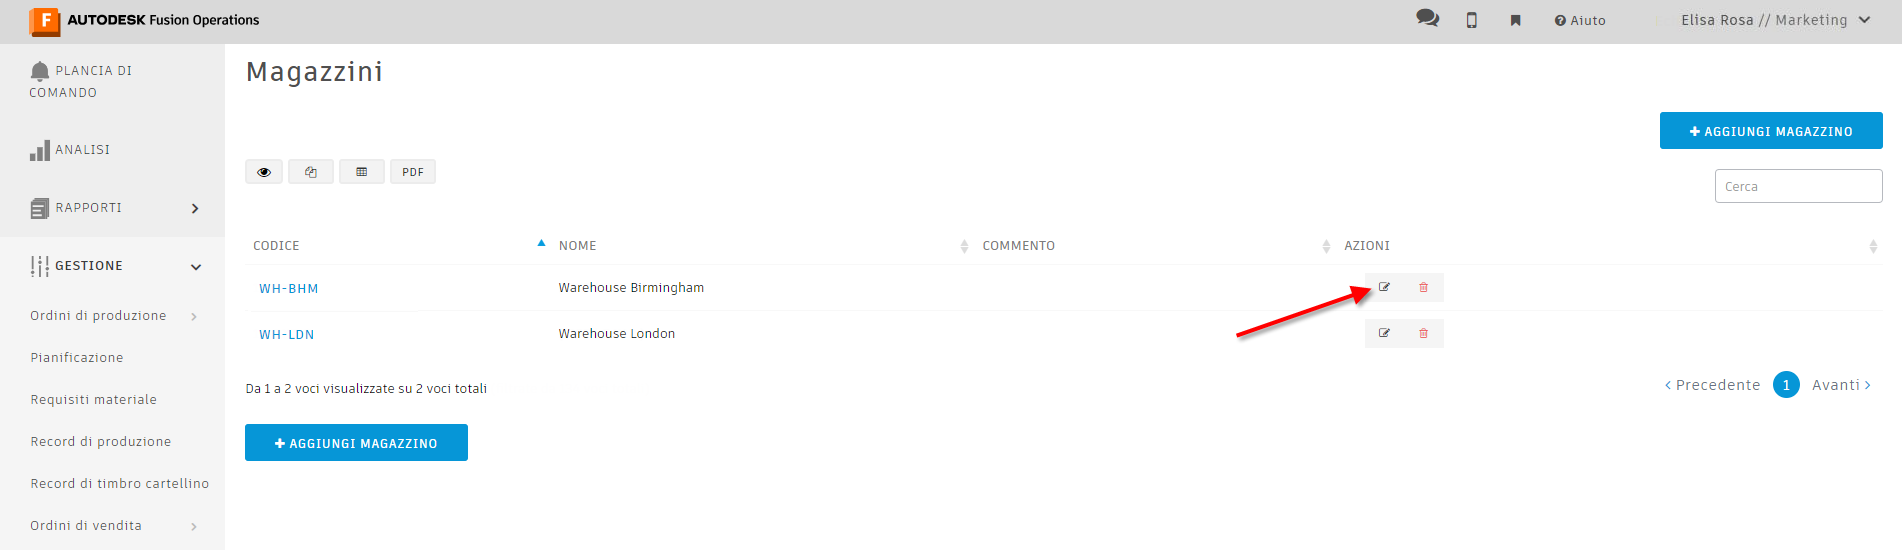 F AUTODESK Fusion Operations
Aiuto
Elisa Rosa // Marketing
PLANCIA DI
COMANDO
ANALISI
RAPPORTI
GESTIONE
Ordini di produzione
Pianificazione
Requisiti materiale
Record di produzione
Record di timbro cartellino
Ordini di vendita
Magazzini
+ AGGIUNGI MAGAZZINO
PDF
Cerca
CODICE NOME COMMENTO AZIONI
WH-BHM Warehouse Birmingham
WH-LDN Warehouse London
Da 1 a 2 voci visualizzate su 2 voci totali
‹ Precedente 1 Avanti ›
+ AGGIUNGI MAGAZZINO